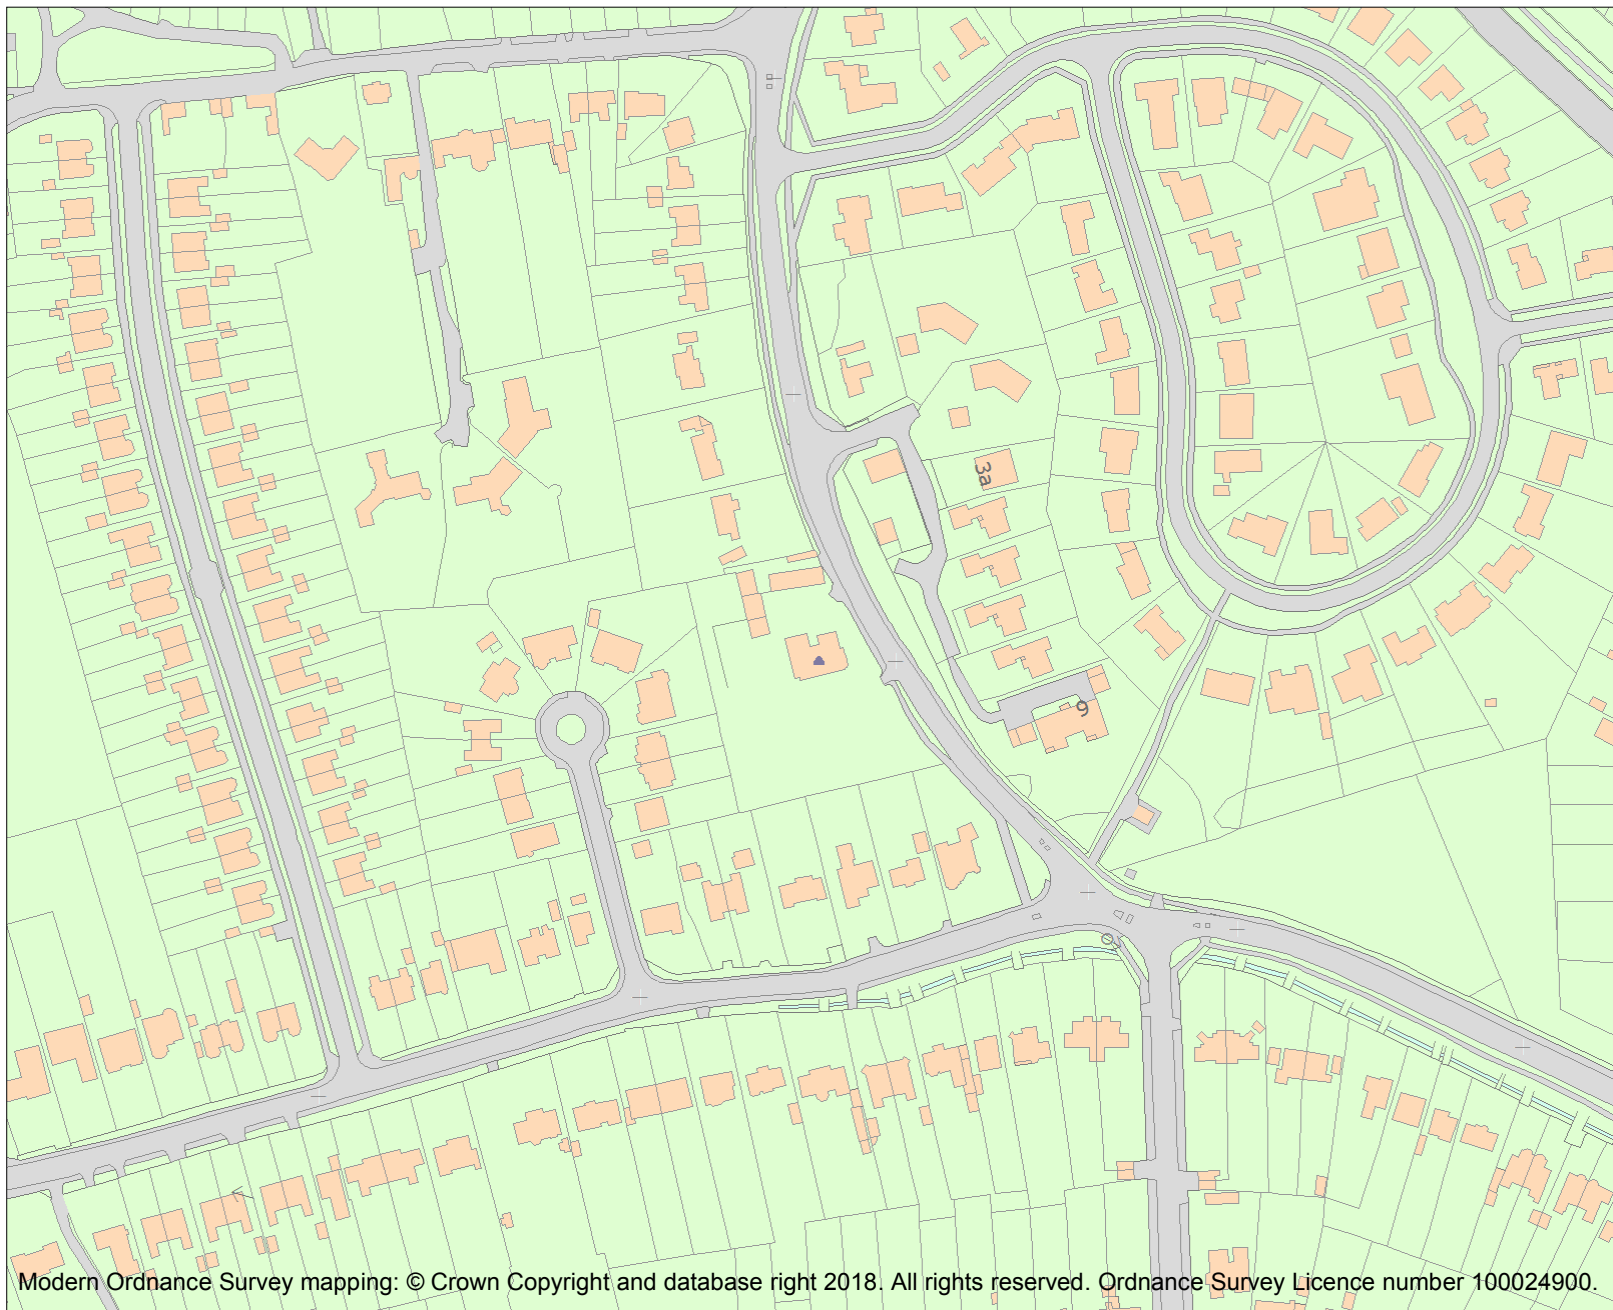 3a
9
Modern Ordnance Survey mapping: © Crown Copyright and database right 2018. All rights reserved. Ordnance Survey Licence number 100024900.